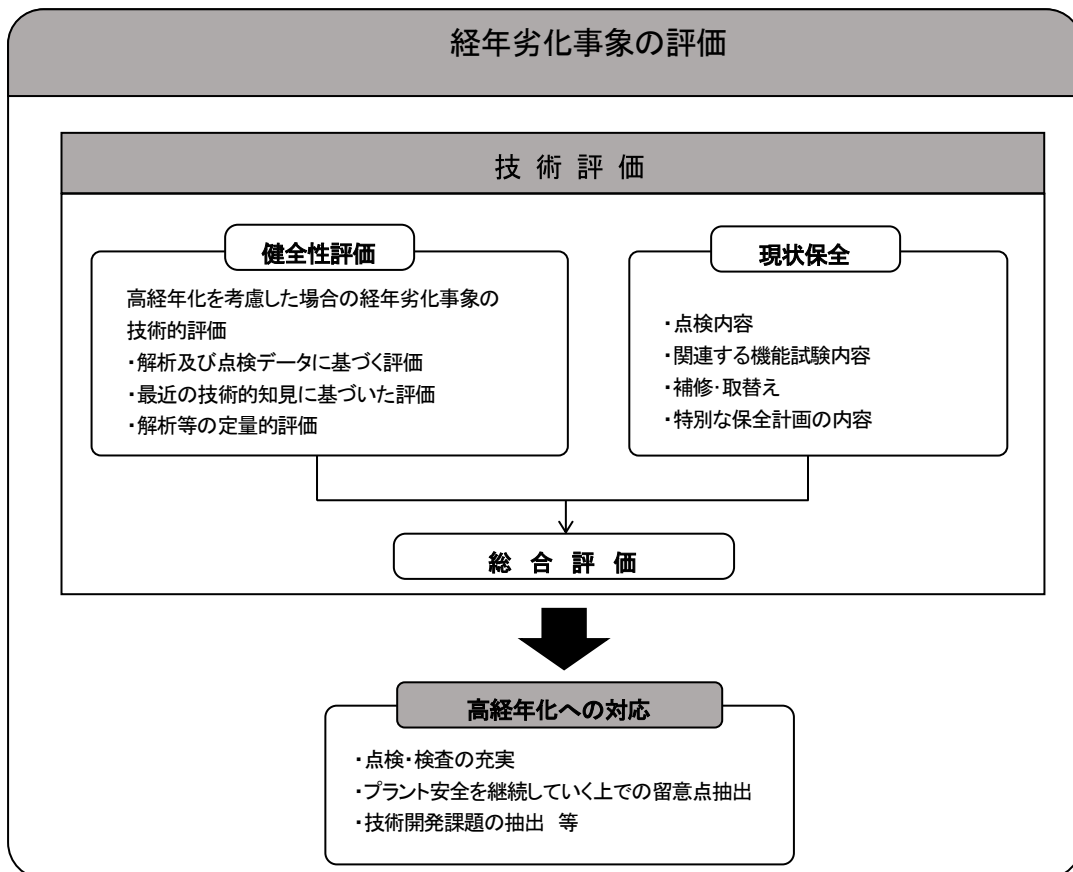 経年劣化事象の評価
技術評価
健全性評価
高経年化を考慮した場合の経年劣化事象の
技術的評価
・解析及び点検データに基づく評価
・最近の技術的知見に基づいた評価
・解析等の定量的評価
現状保全
・点検内容
・関連する機能試験内容
・補修・取替え
・特別な保全計画の内容
総合評価
高経年化への対応
・点検・検査の充実
・プラント安全を継続していく上での留意点抽出
・技術開発課題の抽出 等